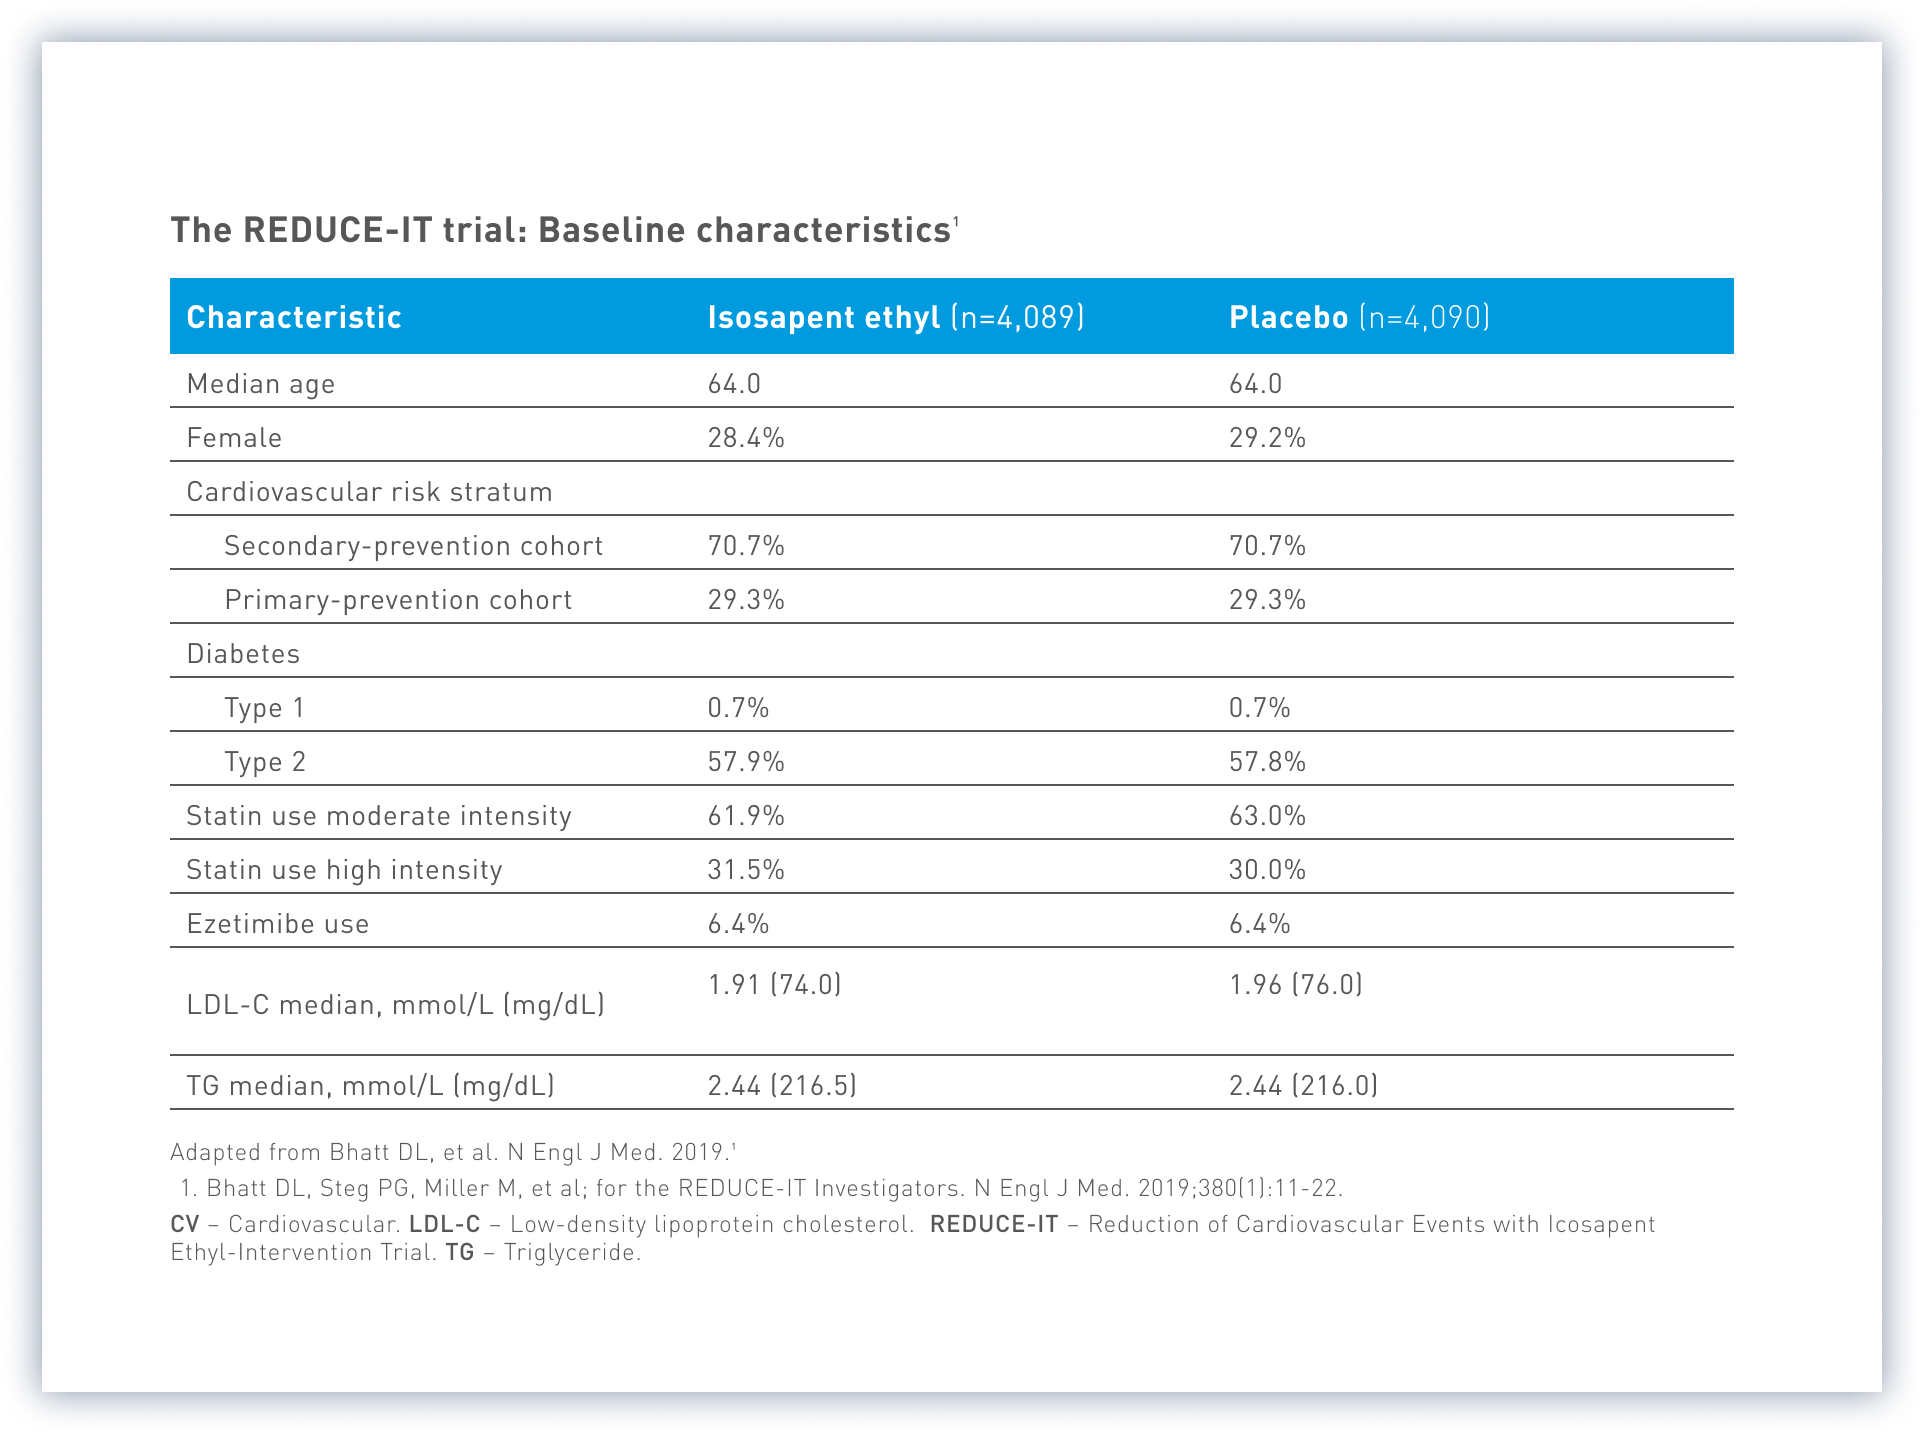 The REDUCE-IT trial: Baseline characteristics¹
Characteristic Isosapent ethyl (n=4,089) Placebo (n=4,090)
Median age 64.0 64.0
Female 28.4% 29.2%
Cardiovascular risk stratum
Secondary-prevention cohort 70.7% 70.7%
Primary-prevention cohort 29.3% 29.3%
Diabetes
Type 1 0.7% 0.7%
Type 2 57.9% 57.8%
Statin use moderate intensity 61.9% 63.0%
Statin use high intensity 31.5% 30.0%
Ezetimibe use 6.4% 6.4%
LDL-C median, mmol/L (mg/dL) 1.91 (74.0) 1.96 (76.0)
TG median, mmol/L (mg/dL) 2.44 (216.5) 2.44 (216.0)
Adapted from Bhatt DL, et al. N Engl J Med. 2019.¹
1. Bhatt DL, Steg PG, Miller M, et al; for the REDUCE-IT Investigators. N Engl J Med. 2019;380(1):11-22.
CV – Cardiovascular. LDL-C – Low-density lipoprotein cholesterol. REDUCE-IT – Reduction of Cardiovascular Events with Icosapent
Ethyl-Intervention Trial. TG – Triglyceride.